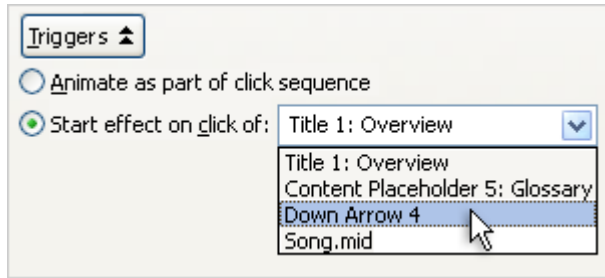 Triggers
Animate as part of click sequence
Start effect on click of: Title 1: Overview
Title 1: Overview
Content Placeholder 5: Glossary
Down Arrow 4
Song.mid